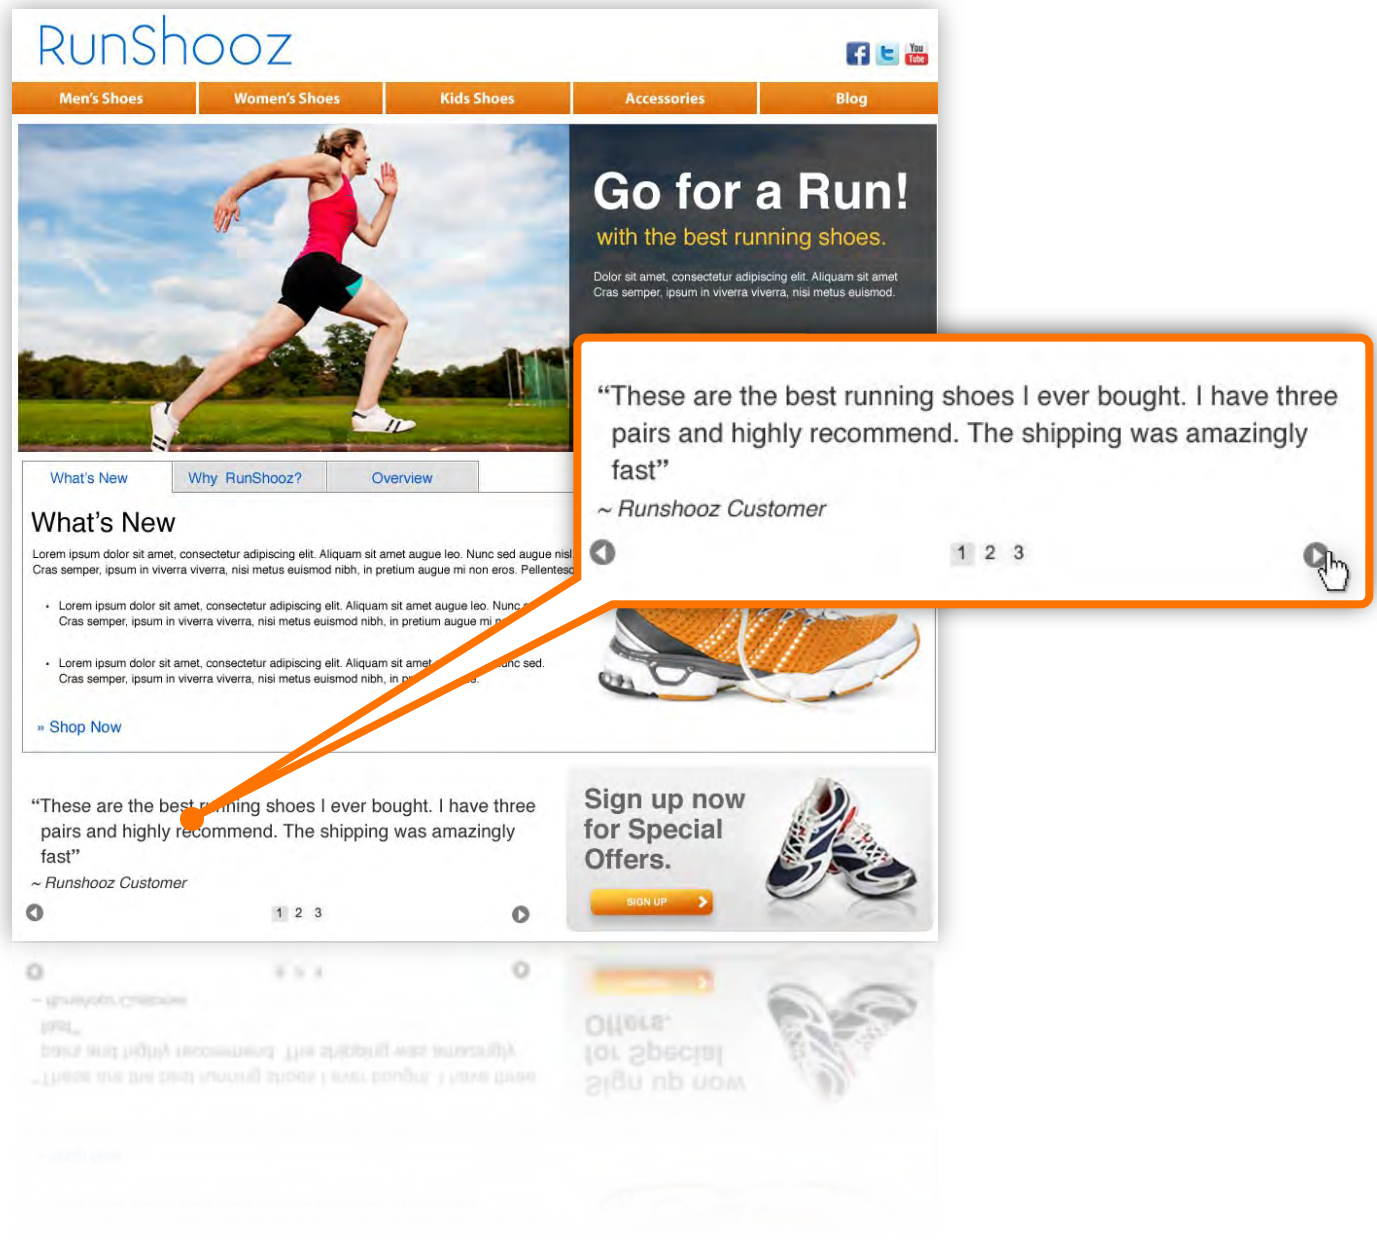 RunShooz
f
t
You
Tube
Men's Shoes
Women's Shoes
Kids Shoes
Accessories
Blog
Go for a Run!
with the best running shoes.
Dolor sit amet, consectetur adipiscing elit. Aliquam sit amet
Cras semper, ipsum in viverra viverra, nisi metus euismod.
“These are the best running shoes I ever bought. I have three
pairs and highly recommend. The shipping was amazingly
fast”
~ Runshooz Customer
1 2 3
What's New
Why RunShooz?
Overview
What's New
Lorem ipsum dolor sit amet, consectetur adipiscing elit. Aliquam sit amet augue leo. Nunc sed augue nisl
Cras semper, ipsum in viverra viverra, nisi metus euismod nibh, in pretium augue mi non eros.
• Lorem ipsum dolor sit amet, consectetur adipiscing elit. Aliquam sit amet augue leo. Nunc
Cras semper, ipsum in viverra viverra, nisi metus euismod nibh, in pretium augue mi
• Lorem ipsum dolor sit amet, consectetur adipiscing elit. Aliquam sit amet sed.
Cras semper, ipsum in viverra viverra, nisi metus euismod nibh, in
» Shop Now
“These are the best running shoes I ever bought. I have three
pairs and highly recommend. The shipping was amazingly
fast”
~ Runshooz Customer
1 2 3
Sign up now
for Special
Offers.
SIGN UP